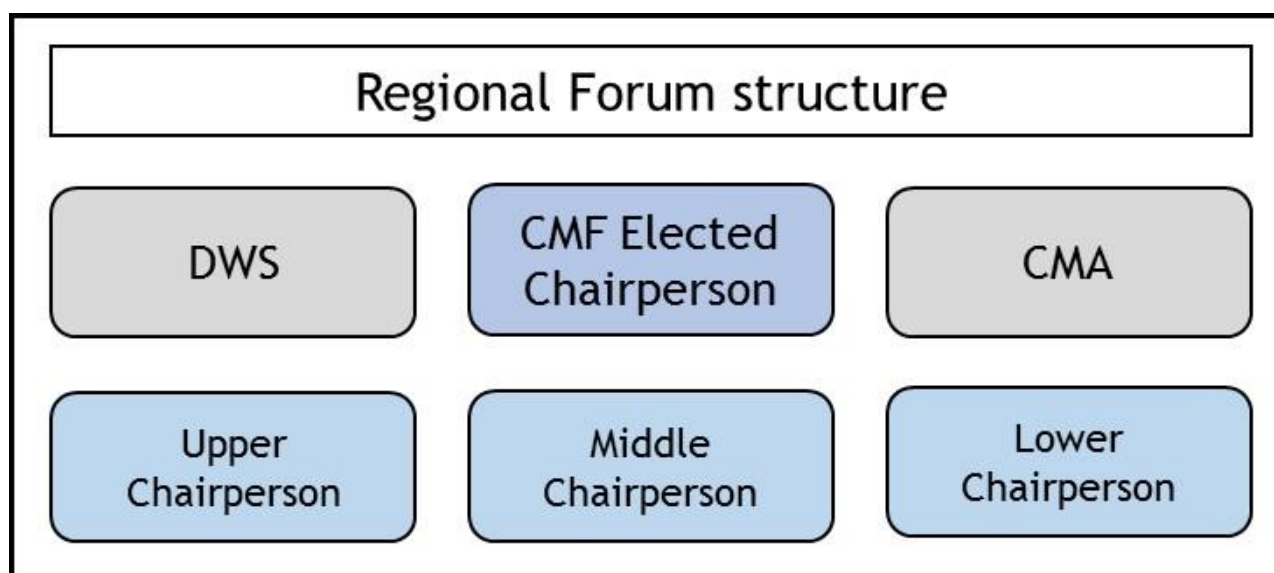 Regional Forum structure
DWS
CMF Elected
Chairperson
CMA
Upper
Chairperson
Middle
Chairperson
Lower
Chairperson